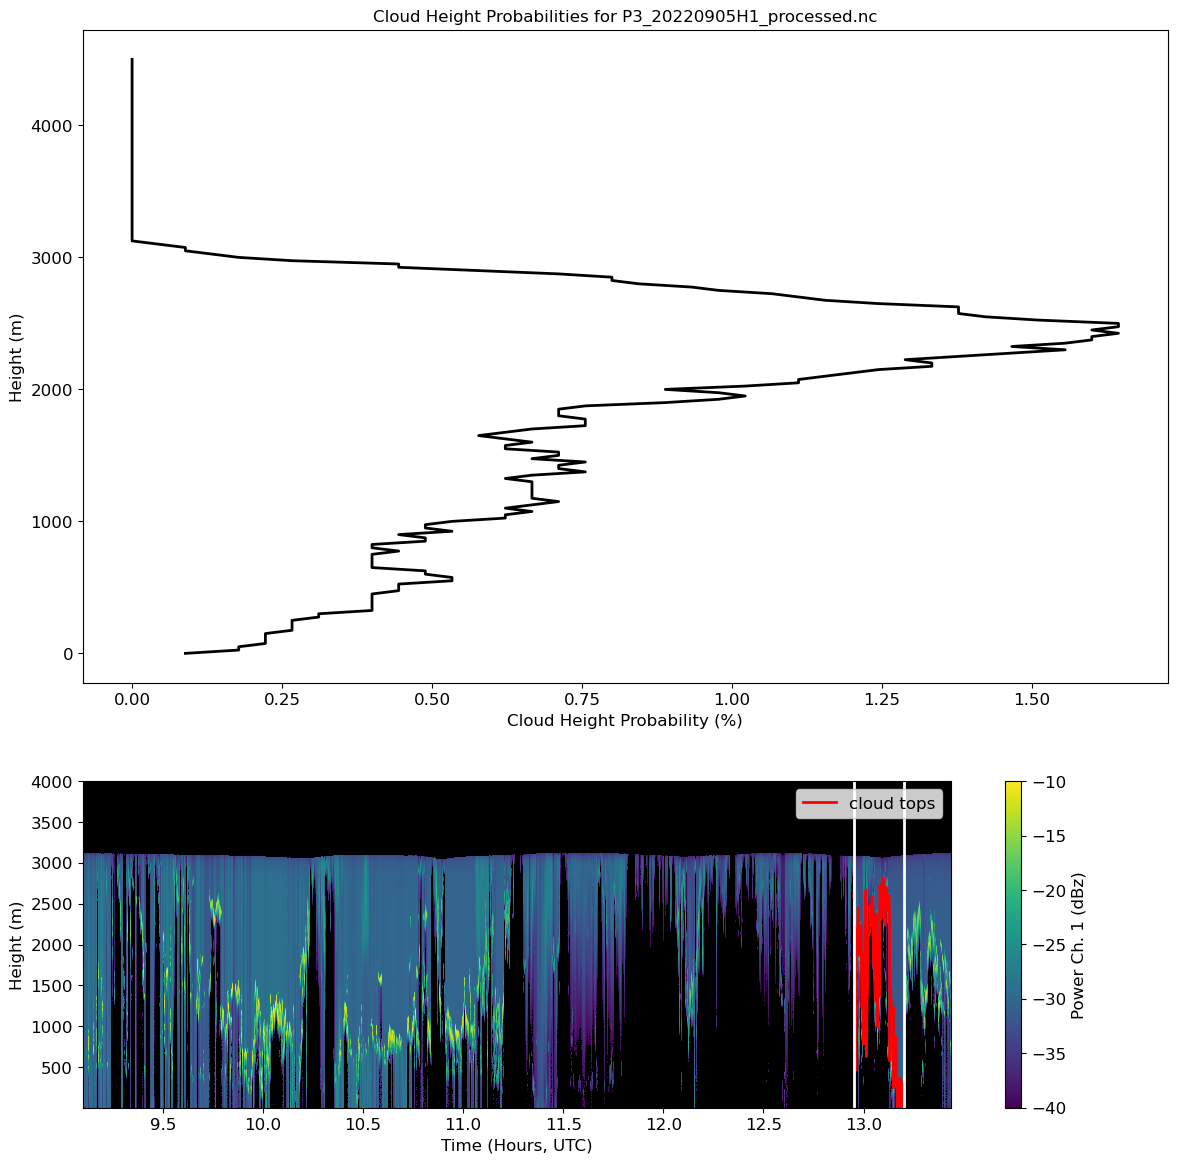 Cloud Height Probabilities for P3_20220905H1_processed.nc
Height (m)
4000
3000
2000
1000
0
0.00 0.25 0.50 0.75 1.00 1.25 1.50
Cloud Height Probability (%)
Height (m)
4000
3500
3000
2500
2000
1500
1000
500
cloud tops
9.5 10.0 10.5 11.0 11.5 12.0 12.5 13.0
Time (Hours, UTC)
−10
−15
−20
−25
−30
−35
−40
Power Ch. 1 (dBz)